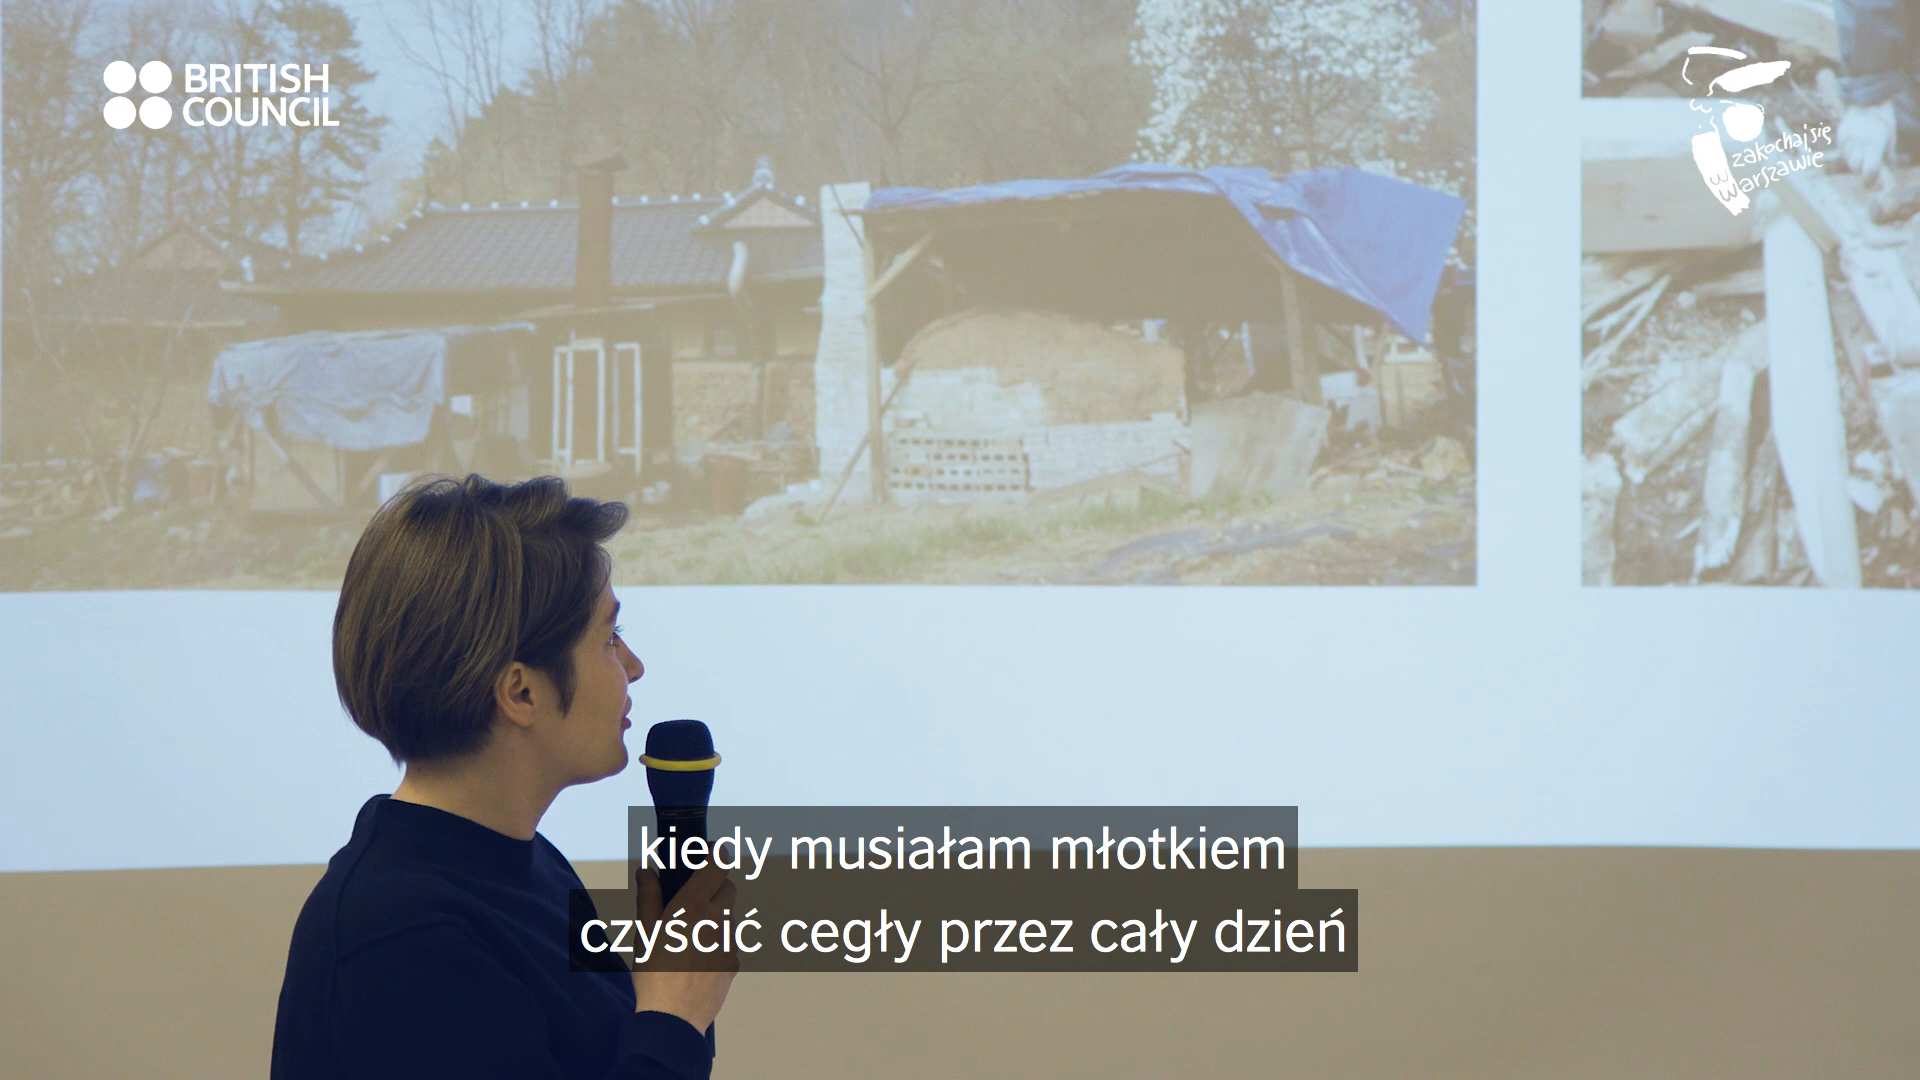 BRITISH
COUNCIL
zakochaj się
w warszawie
kiedy musiałam młotkiem
czyścić cegły przez cały dzień